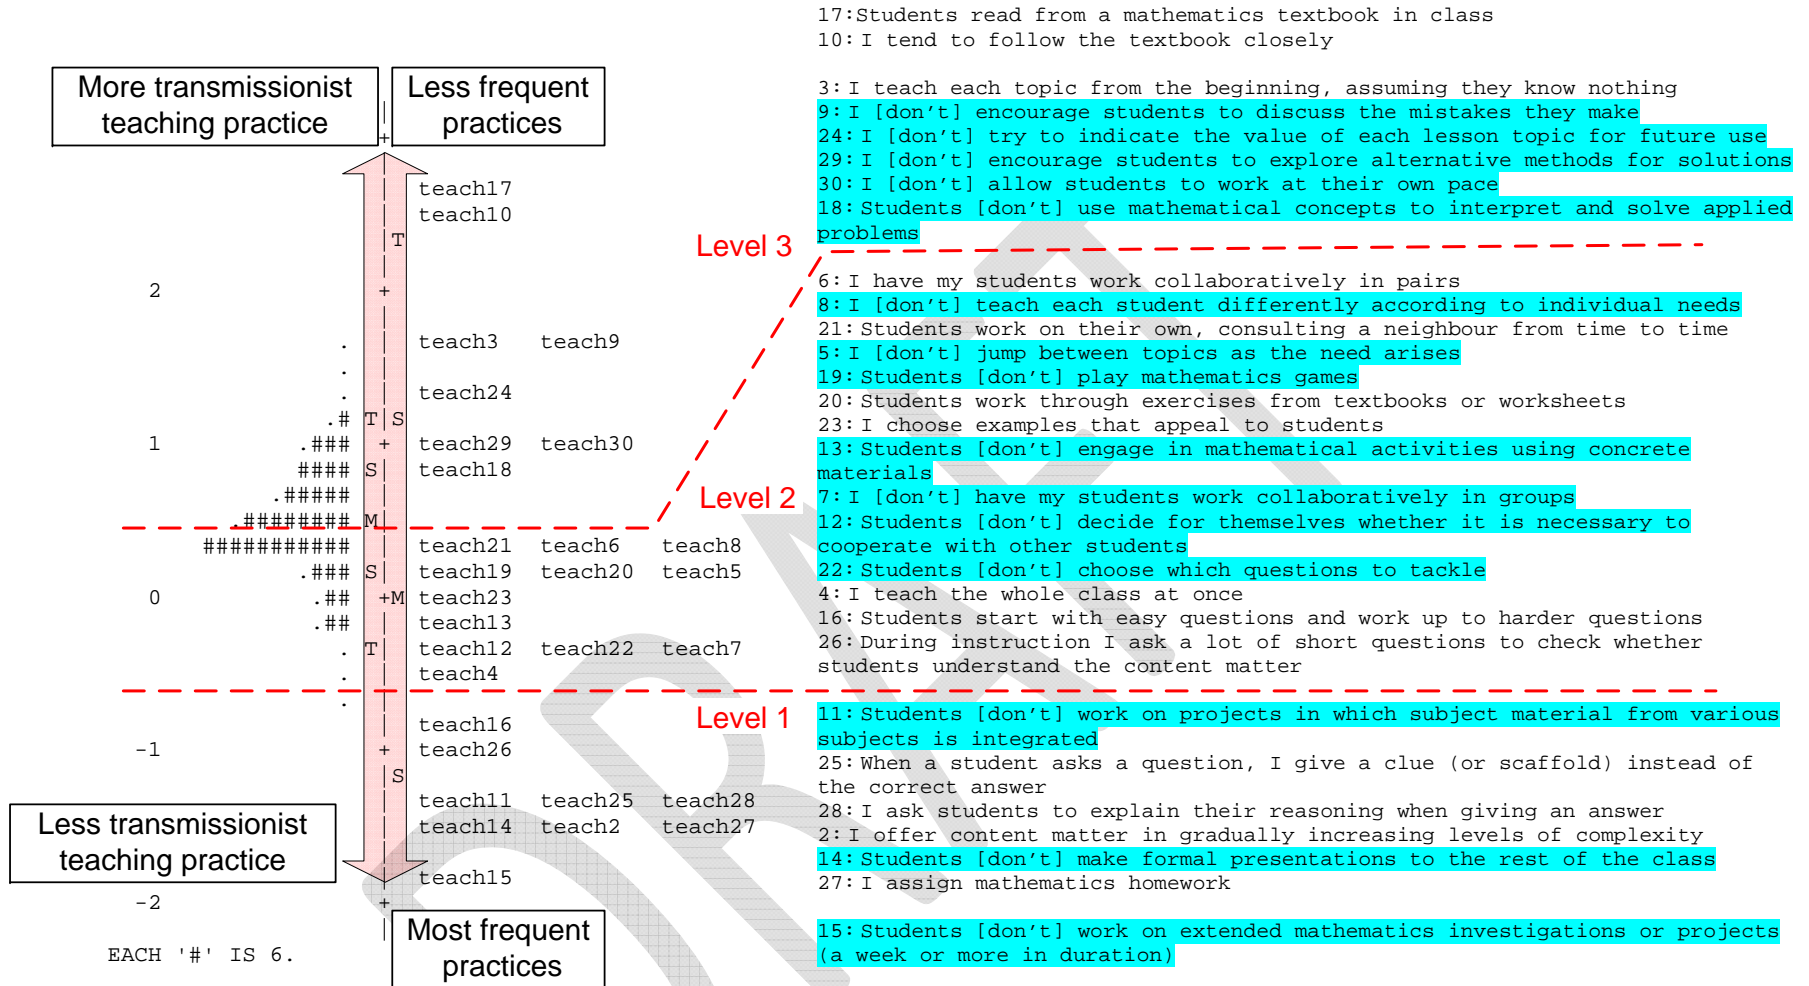 17:Students read from a mathematics textbook in class
10:I tend to follow the textbook closely
More transmissionist
teaching practice
Less frequent
practices
3:I teach each topic from the beginning, assuming they know nothing
9:I [don't] encourage students to discuss the mistakes they make
24:I [don't] try to indicate the value of each lesson topic for future use
29:I [don't] encourage students to explore alternative methods for solutions
30:I [don't] allow students to work at their own pace
18:Students [don't] use mathematical concepts to interpret and solve applied
problems
Level 3
6:I have my students work collaboratively in pairs
8:I [don't] teach each student differently according to individual needs
21:Students work on their own, consulting a neighbour from time to time
5:I [don't] jump between topics as the need arises
19:Students [don't] play mathematics games
20:Students work through exercises from textbooks or worksheets
23:I choose examples that appeal to students
13:Students [don't] engage in mathematical activities using concrete
materials
Level 2
7:I [don't] have my students work collaboratively in groups
12:Students [don't] decide for themselves whether it is necessary to
cooperate with other students
22:Students [don't] choose which questions to tackle
4:I teach the whole class at once
16:Students start with easy questions and work up to harder questions
26:During instruction I ask a lot of short questions to check whether
students understand the content matter
Level 1
11:Students [don't] work on projects in which subject material from various
subjects is integrated
25:When a student asks a question, I give a clue (or scaffold) instead of
the correct answer
28:I ask students to explain their reasoning when giving an answer
2:I offer content matter in gradually increasing levels of complexity
14:Students [don't] make formal presentations to the rest of the class
27:I assign mathematics homework
15:Students [don't] work on extended mathematics investigations or projects
(a week or more in duration)
+
teach17
teach10
T
2 +
. teach3 teach9
.
. teach24
.# T S
1 .### + teach29 teach30
#### S teach18
.#####
.######## M
########### teach21 teach6 teach8
.### S teach19 teach20 teach5
0 .## +M teach23
.## teach13
. T teach12 teach22 teach7
. teach4
.
teach16
-1 + teach26
S
teach11 teach25 teach28
teach14 teach2 teach27
teach15
-2 +
Less transmissionist
teaching practice
Most frequent
practices
EACH '#' IS 6.
DRAFT